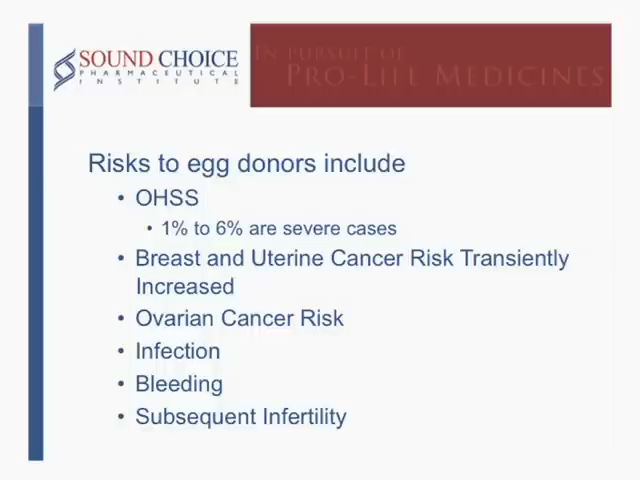 SOUND CHOICE
PHARMACEUTICAL
INSTITUTE
IN PURSUIT OF
PRO-LIFE MEDICINES
Risks to egg donors include
• OHSS
• 1% to 6% are severe cases
• Breast and Uterine Cancer Risk Transiently
Increased
• Ovarian Cancer Risk
• Infection
• Bleeding
• Subsequent Infertility